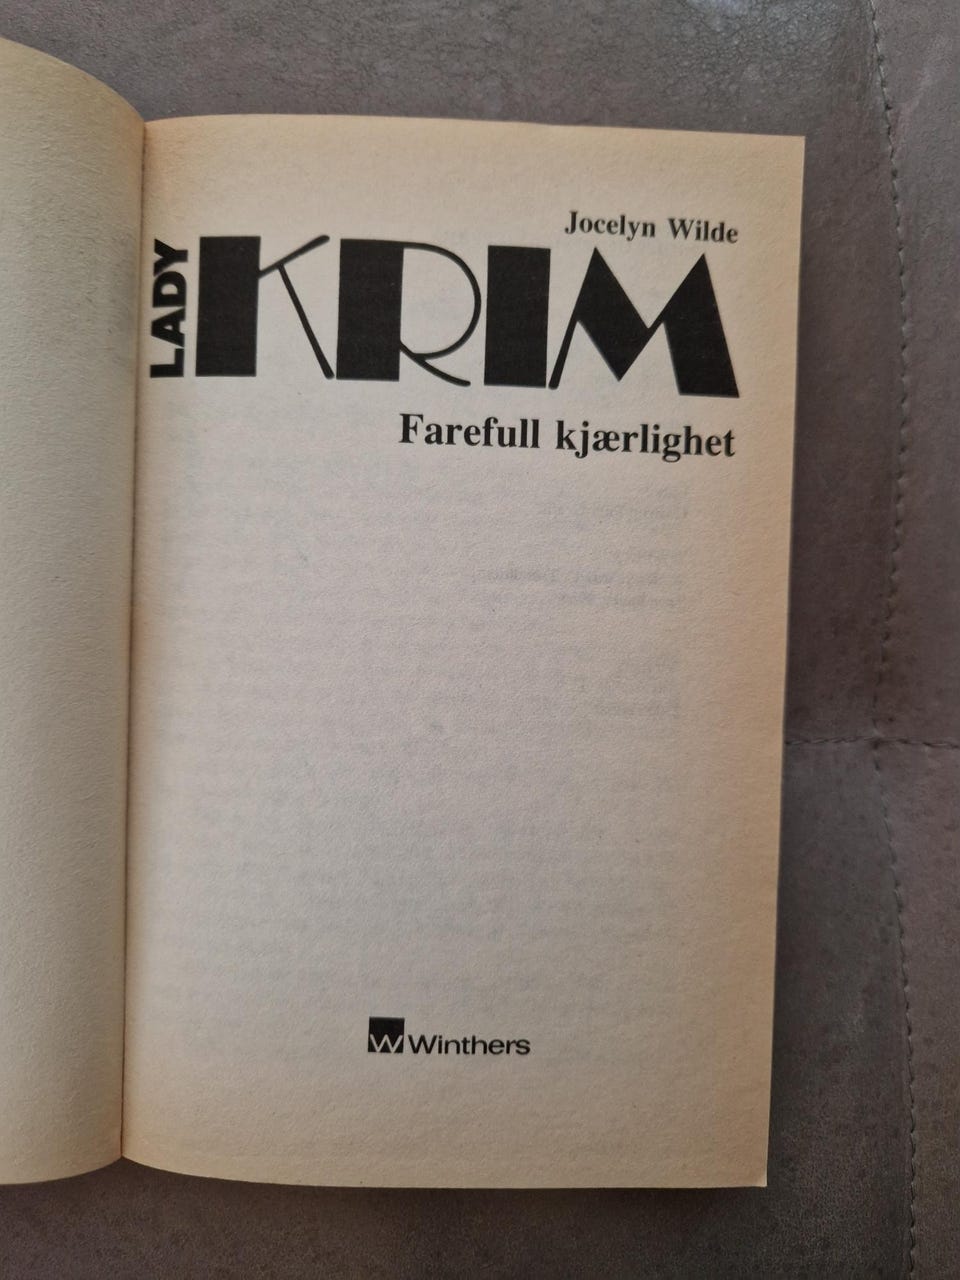 Jocelyn Wilde
LADY
KRIM
Farefull kjærlighet
W Winthers